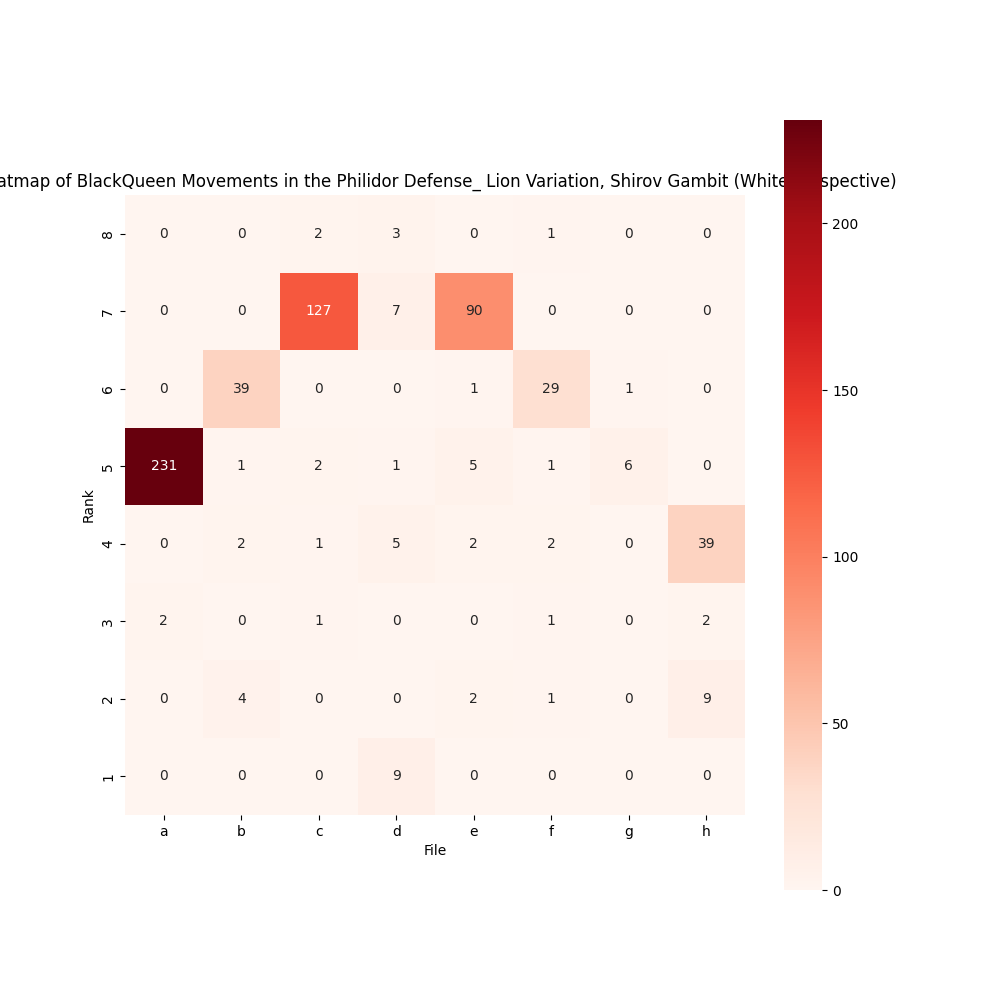 atmap of BlackQueen Movements in the Philidor Defense_ Lion Variation, Shirov Gambit (White spective)
8 0 0 2 3 0 1 0 0
7 0 0 127 7 90 0 0 0
6 0 39 0 0 1 29 1 0
5 231 1 2 1 5 1 6 0
4 0 2 1 5 2 2 0 39
3 2 0 1 0 0 1 0 2
2 0 4 0 0 2 1 0 9
1 0 0 0 9 0 0 0 0
a b c d e f g h
File
Rank
200
150
100
50
0